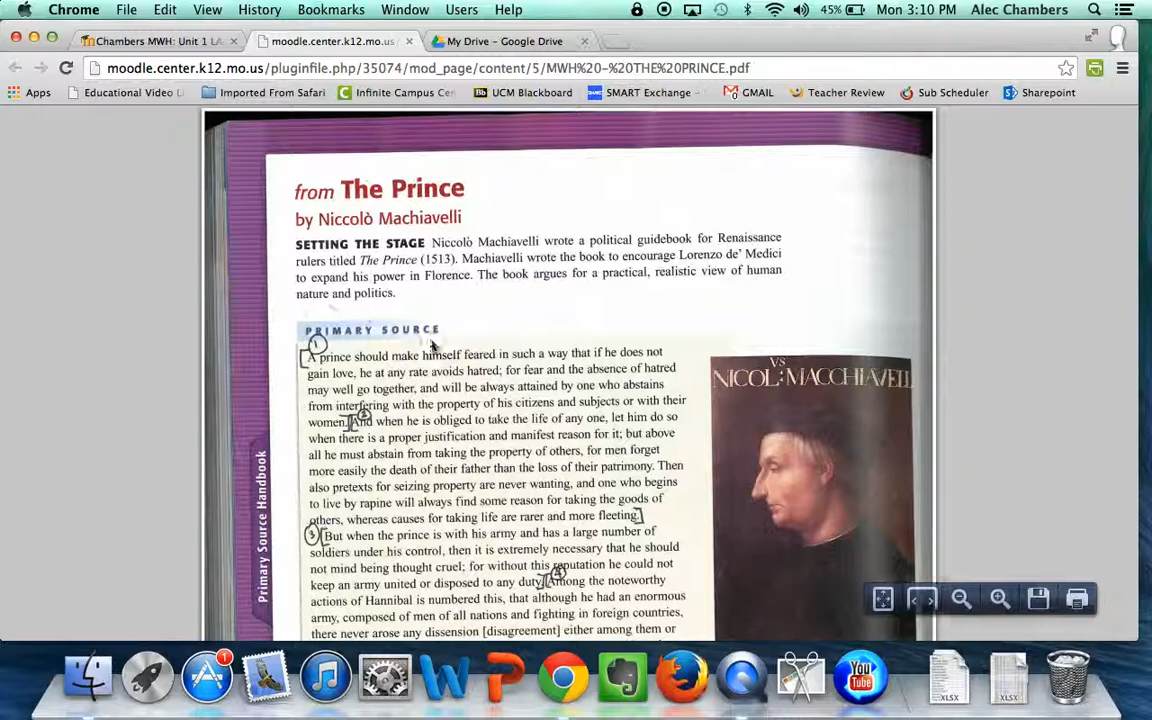 Chrome File Edit View History Bookmarks Window Users Help 45% Mon 3:10 PM Alec Chambers
Chambers MWH: Unit 1 LA
moodle.center.k12.mo.us
My Drive - Google Drive
moodle.center.k12.mo.us/pluginfile.php/35074/mod_page/content/5/MWH%20-%20THE%20PRINCE.pdf
Apps Educational Video Li Imported From Safari Infinite Campus Cen UCM Blackboard SMART Exchange - GMAIL Teacher Review Sub Scheduler Sharepoint
from The Prince
by Niccolò Machiavelli
SETTING THE STAGE Niccolò Machiavelli wrote a political guidebook for Renaissance
rulers titled The Prince (1513). Machiavelli wrote the book to encourage Lorenzo de' Medici
to expand his power in Florence. The book argues for a practical, realistic view of human
nature and politics.
PRIMARY SOURCE
1
[A prince should make himself feared in such a way that if he does not
gain love, he at any rate avoids hatred; for fear and the absence of hatred
may well go together, and will be always attained by one who abstains
from interfering with the property of his citizens and subjects or with their
2
women.][And when he is obliged to take the life of any one, let him do so
when there is a proper justification and manifest reason for it; but above
all he must abstain from taking the property of others, for men forget
more easily the death of their father than the loss of their patrimony. Then
also pretexts for seizing property are never wanting, and one who begins
to live by rapine will always find some reason for taking the goods of
others, whereas causes for taking life are rarer and more fleeting.]
3 [But when the prince is with his army and has a large number of
soldiers under his control, then it is extremely necessary that he should
not mind being thought cruel; for without this reputation he could not
4
keep an army united or disposed to any duty.][Among the noteworthy
actions of Hannibal is numbered this, that although he had an enormous
army, composed of men of all nations and fighting in foreign countries,
there never arose any dissension [disagreement] either among them or
Primary Source Handbook
VS
NICOL: MACCHIAVELL
1
You
Tube
XLSX
XLSX